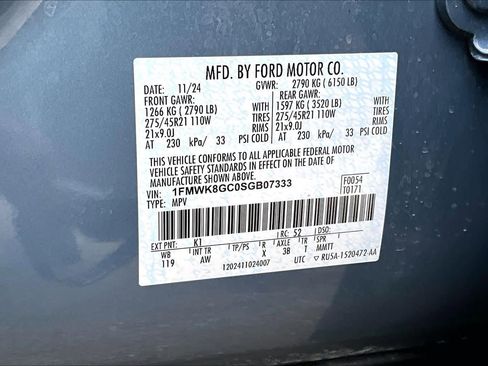 MFD. BY FORD MOTOR CO.
DATE: 11/24 GVWR: 2790 KG ( 6150 LB)
FRONT GAWR: REAR GAWR:
1266 KG ( 2790 LB) WITH 1597 KG ( 3520 LB) WITH
275/45R21 110W TIRES 275/45R21 110W TIRES
21x9.0J RIMS 21x9.0J RIMS
AT 230 kPa/ 33 PSI COLD AT 230 kPa/ 33 PSI COLD
THIS VEHICLE CONFORMS TO ALL APPLICABLE FEDERAL MOTOR
VEHICLE SAFETY STANDARDS IN EFFECT ON THE DATE OF
MANUFACTURE SHOWN ABOVE.
VIN: 1FMWK8GC0SGB07333 F0054
TYPE: MPV T0171
EXT PNT: K1 RC: 52 DSO:
WB BRK INT TR TP/PS R AXLE TR SPR
119 AW X 3B 1 MMTT
1202411024007 UTC ▽ RU5A-1520472-AA